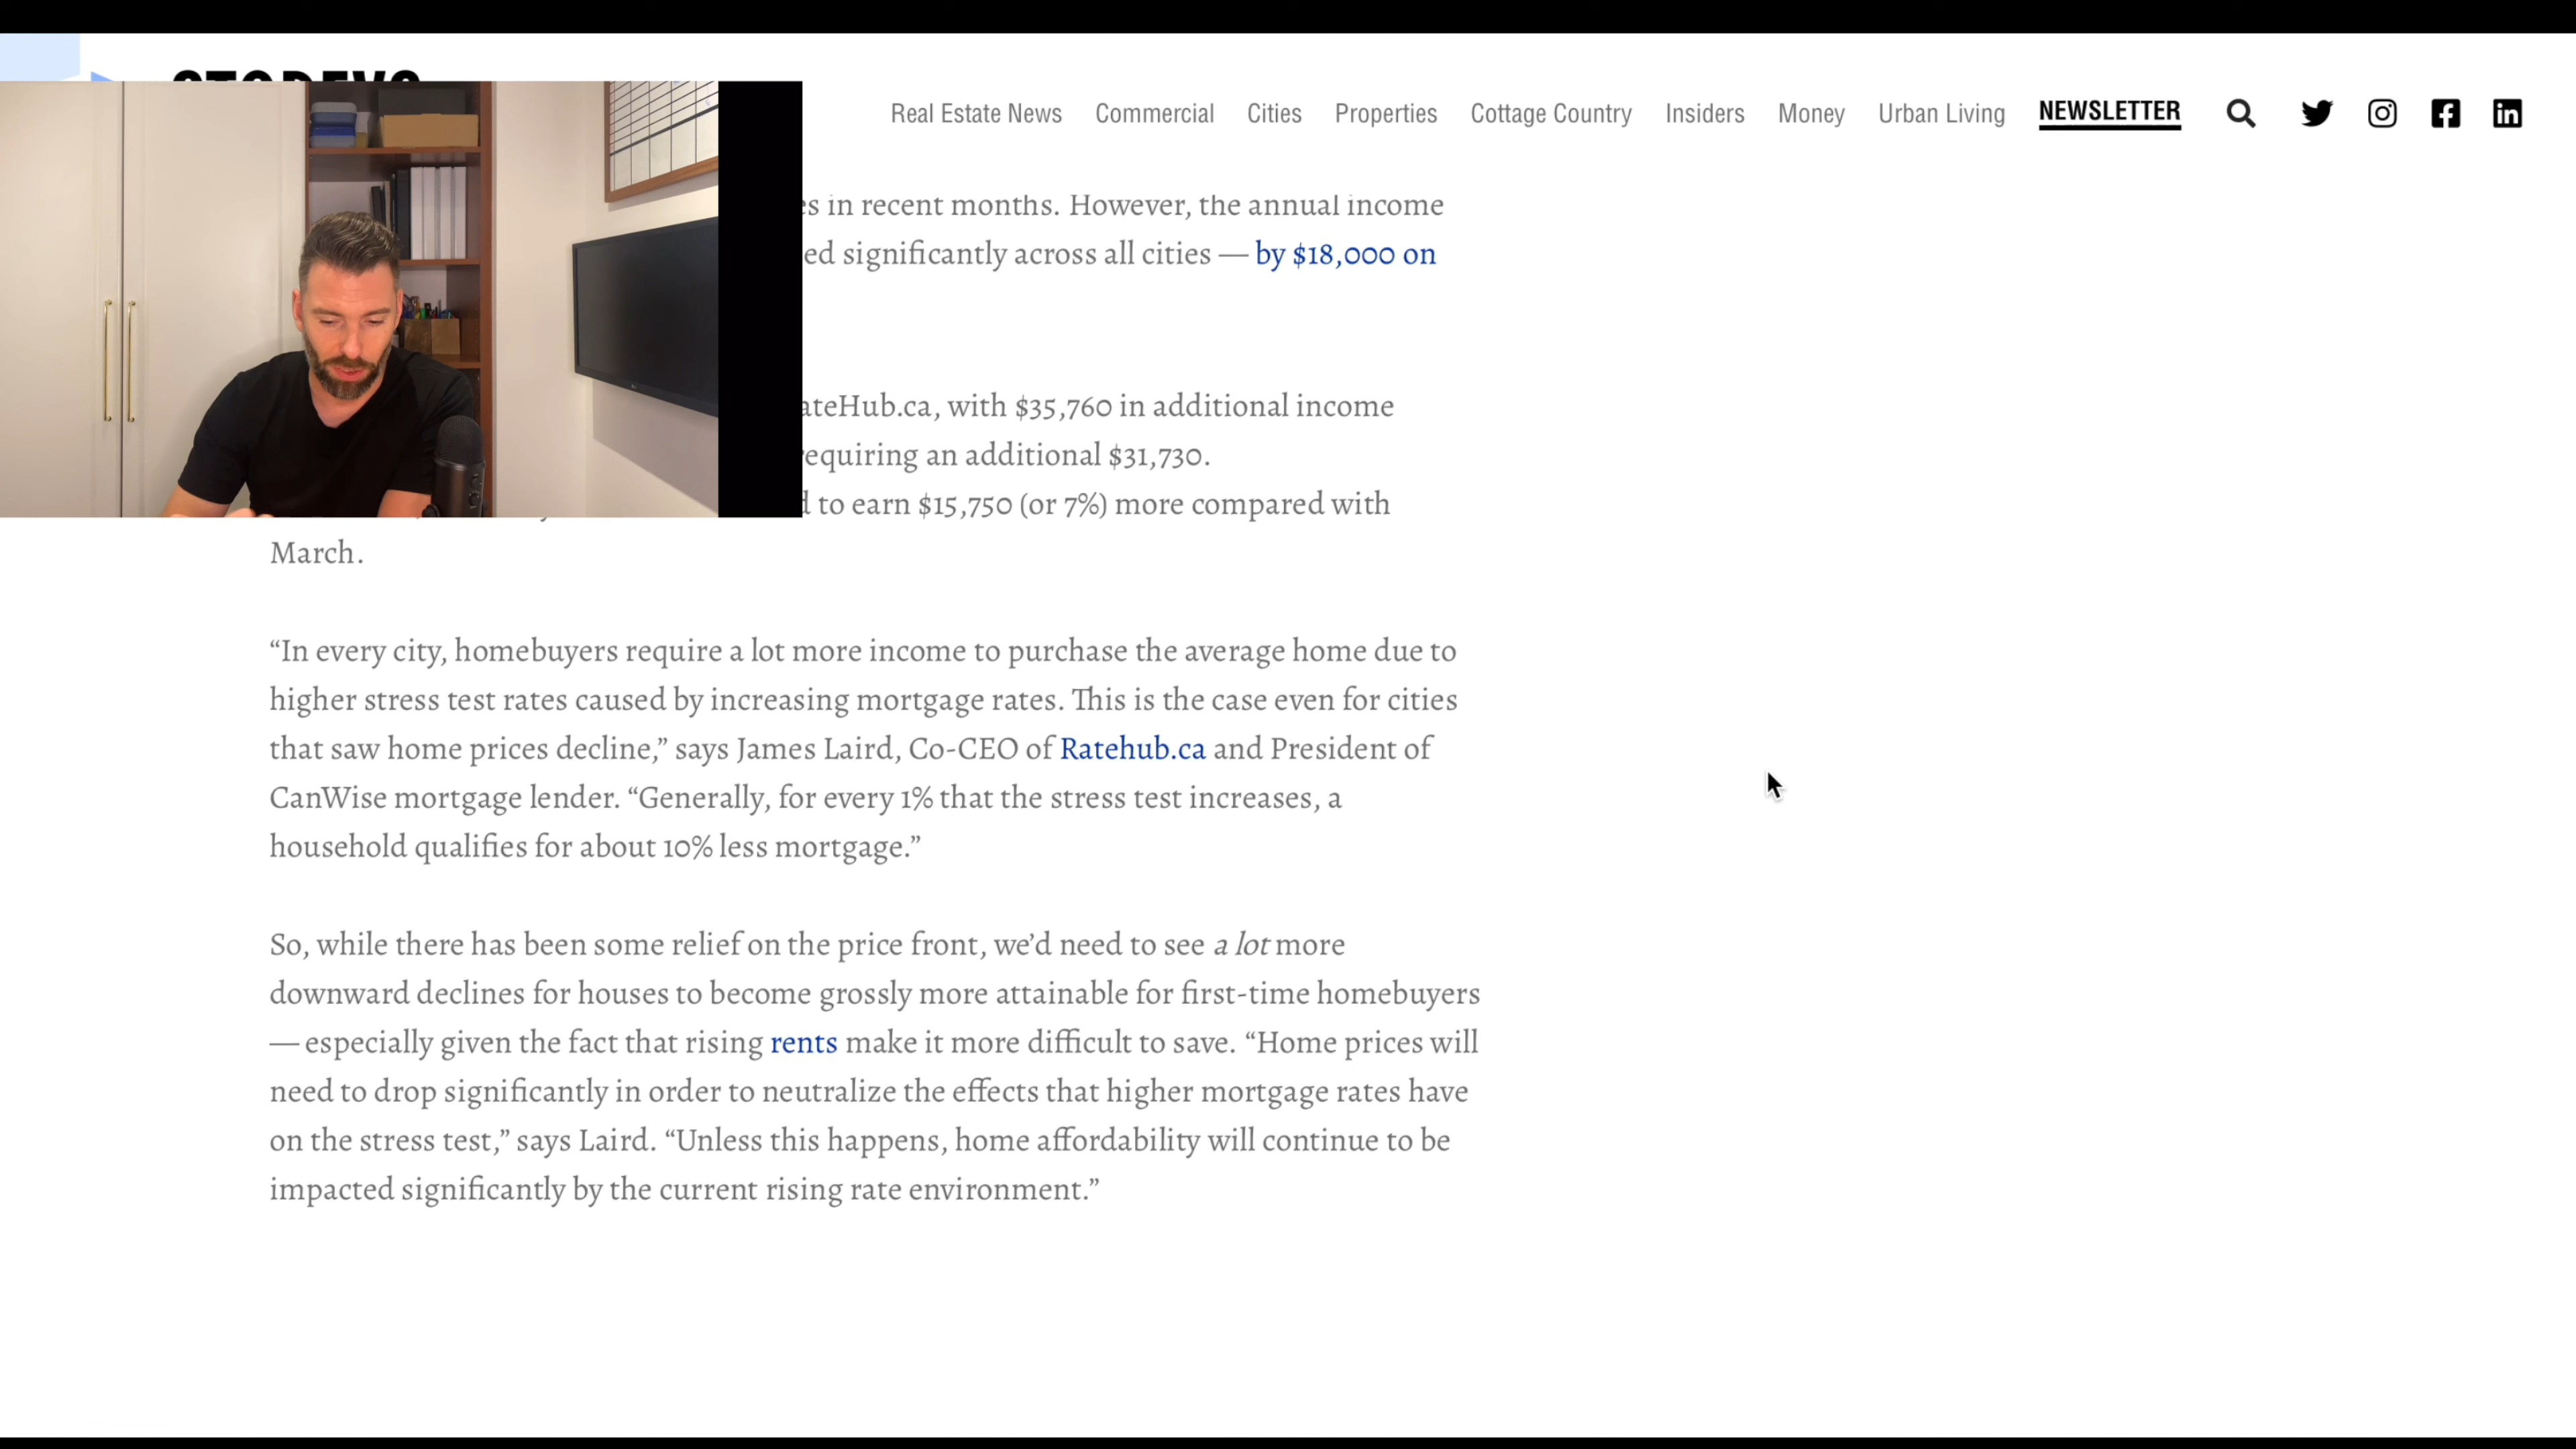 STOREYS
Real Estate News Commercial Cities Properties Cottage Country Insiders Money Urban Living NEWSLETTER
in recent months. However, the annual income
significantly across all cities — by $18,000 on
with $35,760 in additional income
requiring an additional $31,730.
to earn $15,750 (or 7%) more compared with
March.
“In every city, homebuyers require a lot more income to purchase the average home due to
higher stress test rates caused by increasing mortgage rates. This is the case even for cities
that saw home prices decline,” says James Laird, Co-CEO of Ratehub.ca and President of
CanWise mortgage lender. “Generally, for every 1% that the stress test increases, a
household qualifies for about 10% less mortgage.”
So, while there has been some relief on the price front, we’d need to see a lot more
downward declines for houses to become grossly more attainable for first-time homebuyers
— especially given the fact that rising rents make it more difficult to save. “Home prices will
need to drop significantly in order to neutralize the effects that higher mortgage rates have
on the stress test,” says Laird. “Unless this happens, home affordability will continue to be
impacted significantly by the current rising rate environment.”